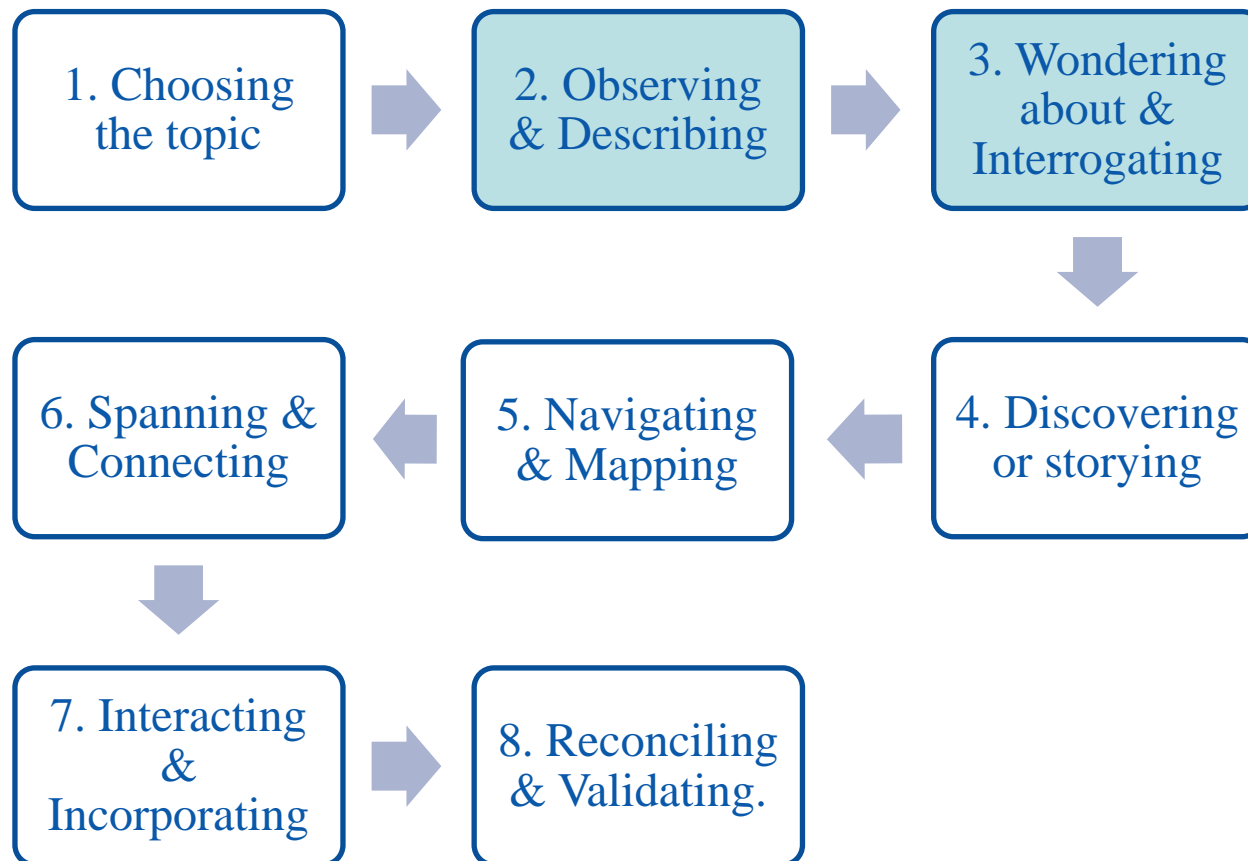 1. Choosing
the topic
2. Observing
& Describing
3. Wondering
about &
Interrogating
4. Discovering
or storying
5. Navigating
& Mapping
6. Spanning &
Connecting
7. Interacting
&
Incorporating
8. Reconciling
& Validating.